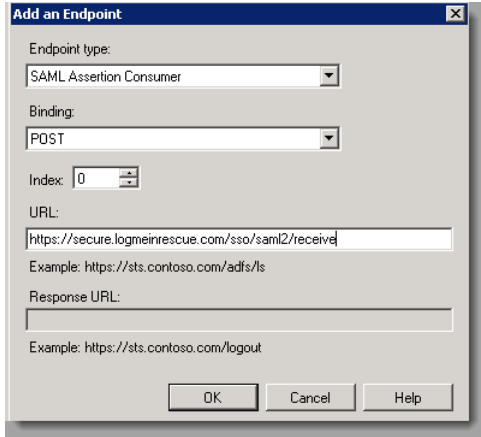 Add an Endpoint
Endpoint type:
SAML Assertion Consumer
Binding:
POST
Index: 0
URL:
https://secure.logmeinrescue.com/sso/saml2/receive
Example: https://sts.contoso.com/adfs/ls
Response URL:
Example: https://sts.contoso.com/logout
OK Cancel Help